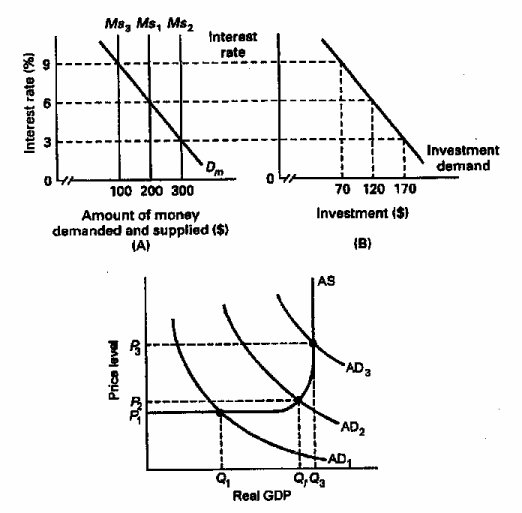 Ms3 Ms1 Ms2
Interest rate (%)
9
6
3
0
100 200 300
Dm
Amount of money
demanded and supplied ($)
(A)
Interest
rate
0
70 120 170
Investment
demand
Investment ($)
(B)
Price level
P3
P2
P1
AS
AD3
AD2
AD1
Q1 Qf Q3
Real GDP